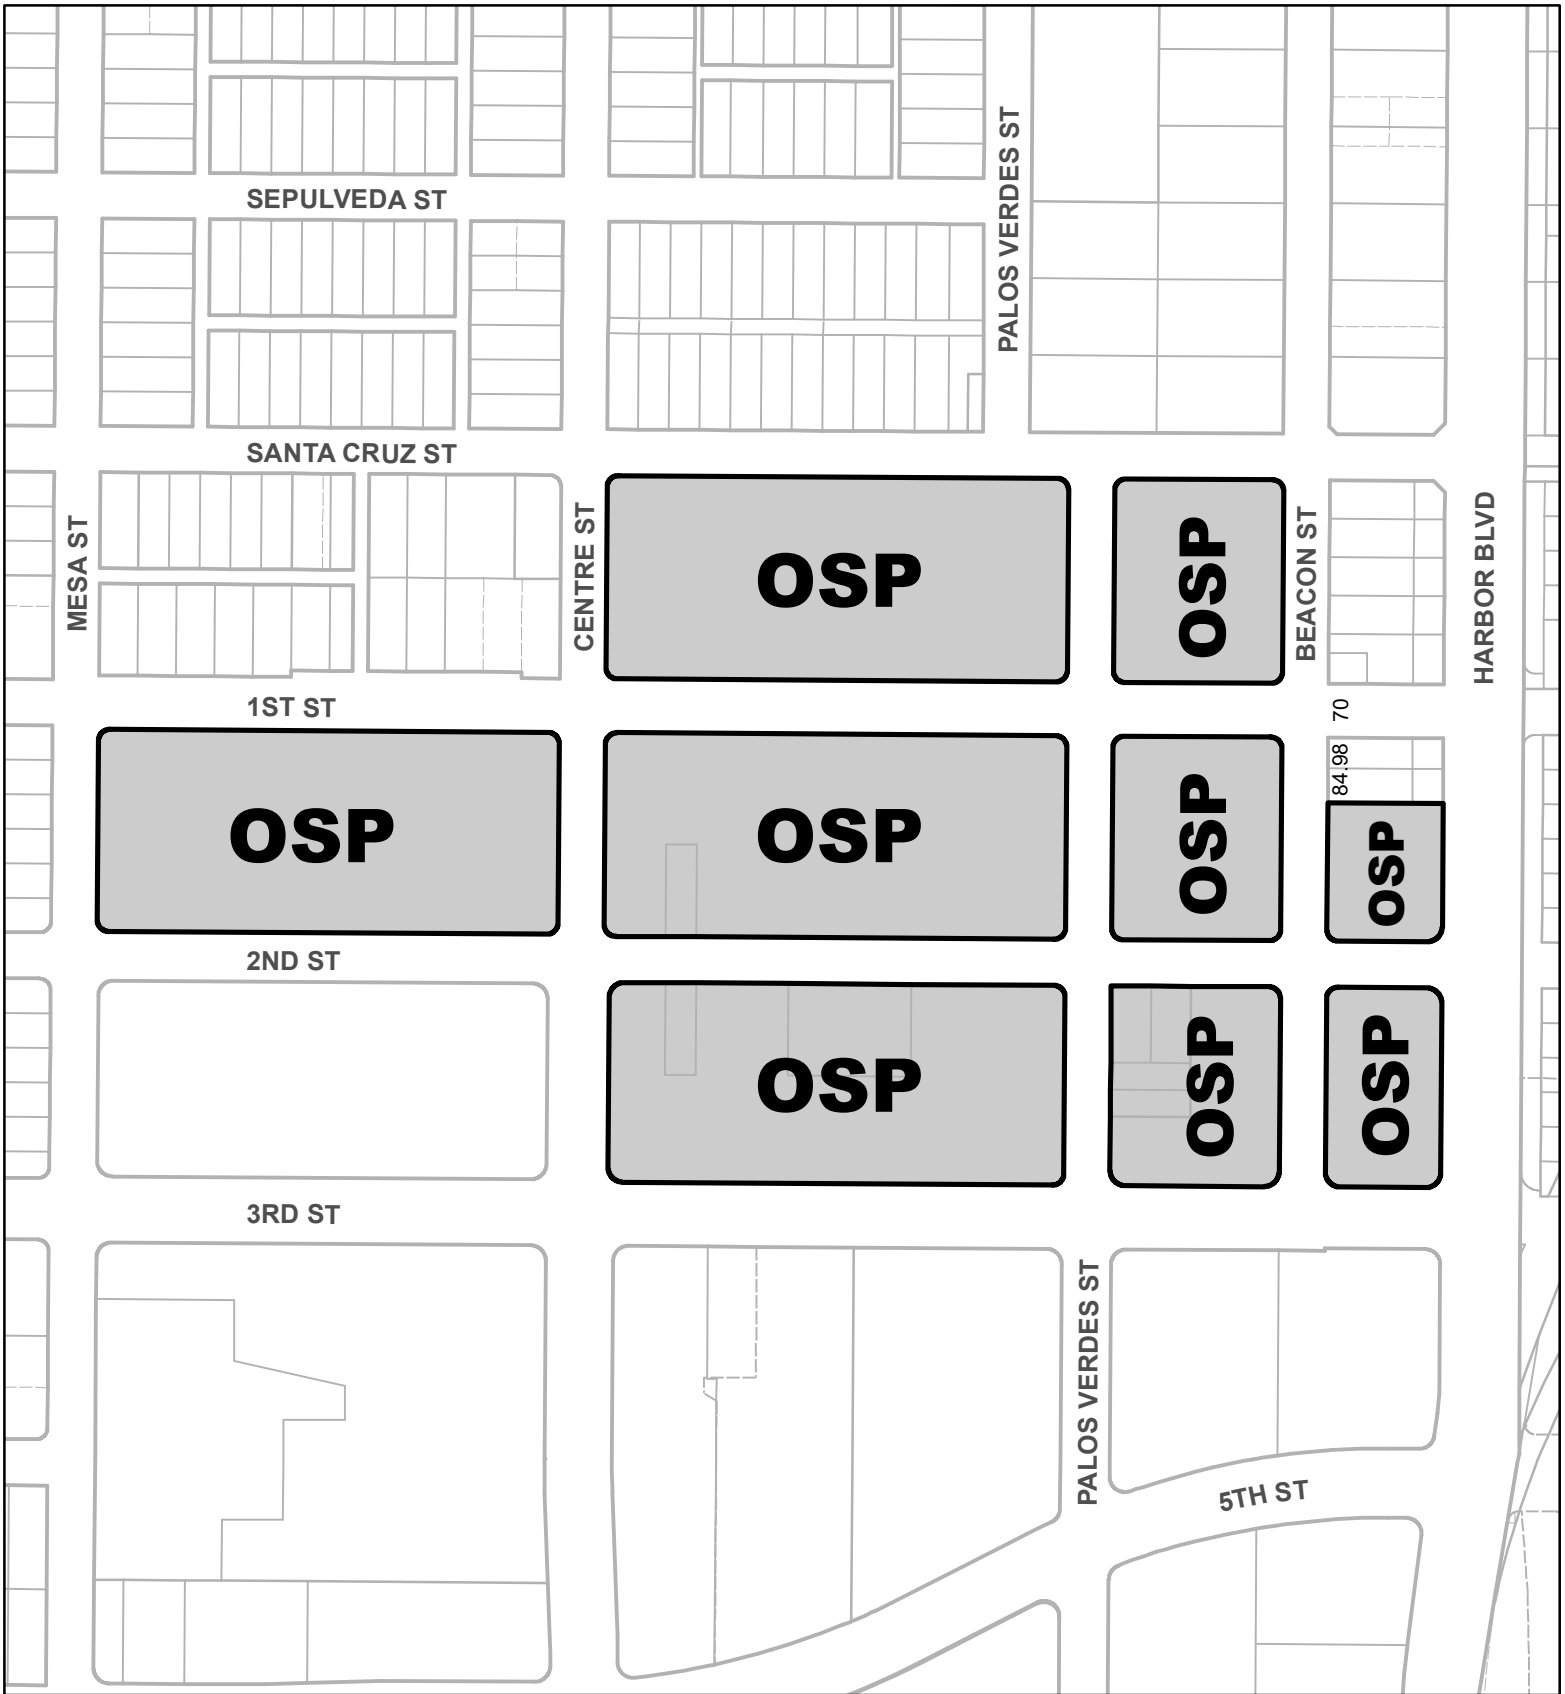 SEPULVEDA ST
PALOS VERDES ST
SANTA CRUZ ST
MESA ST
CENTRE ST
OSP
OSP
BEACON ST
HARBOR BLVD
1ST ST
70
84.98
OSP
OSP
OSP
OSP
2ND ST
OSP
OSP
OSP
3RD ST
PALOS VERDES ST
5TH ST